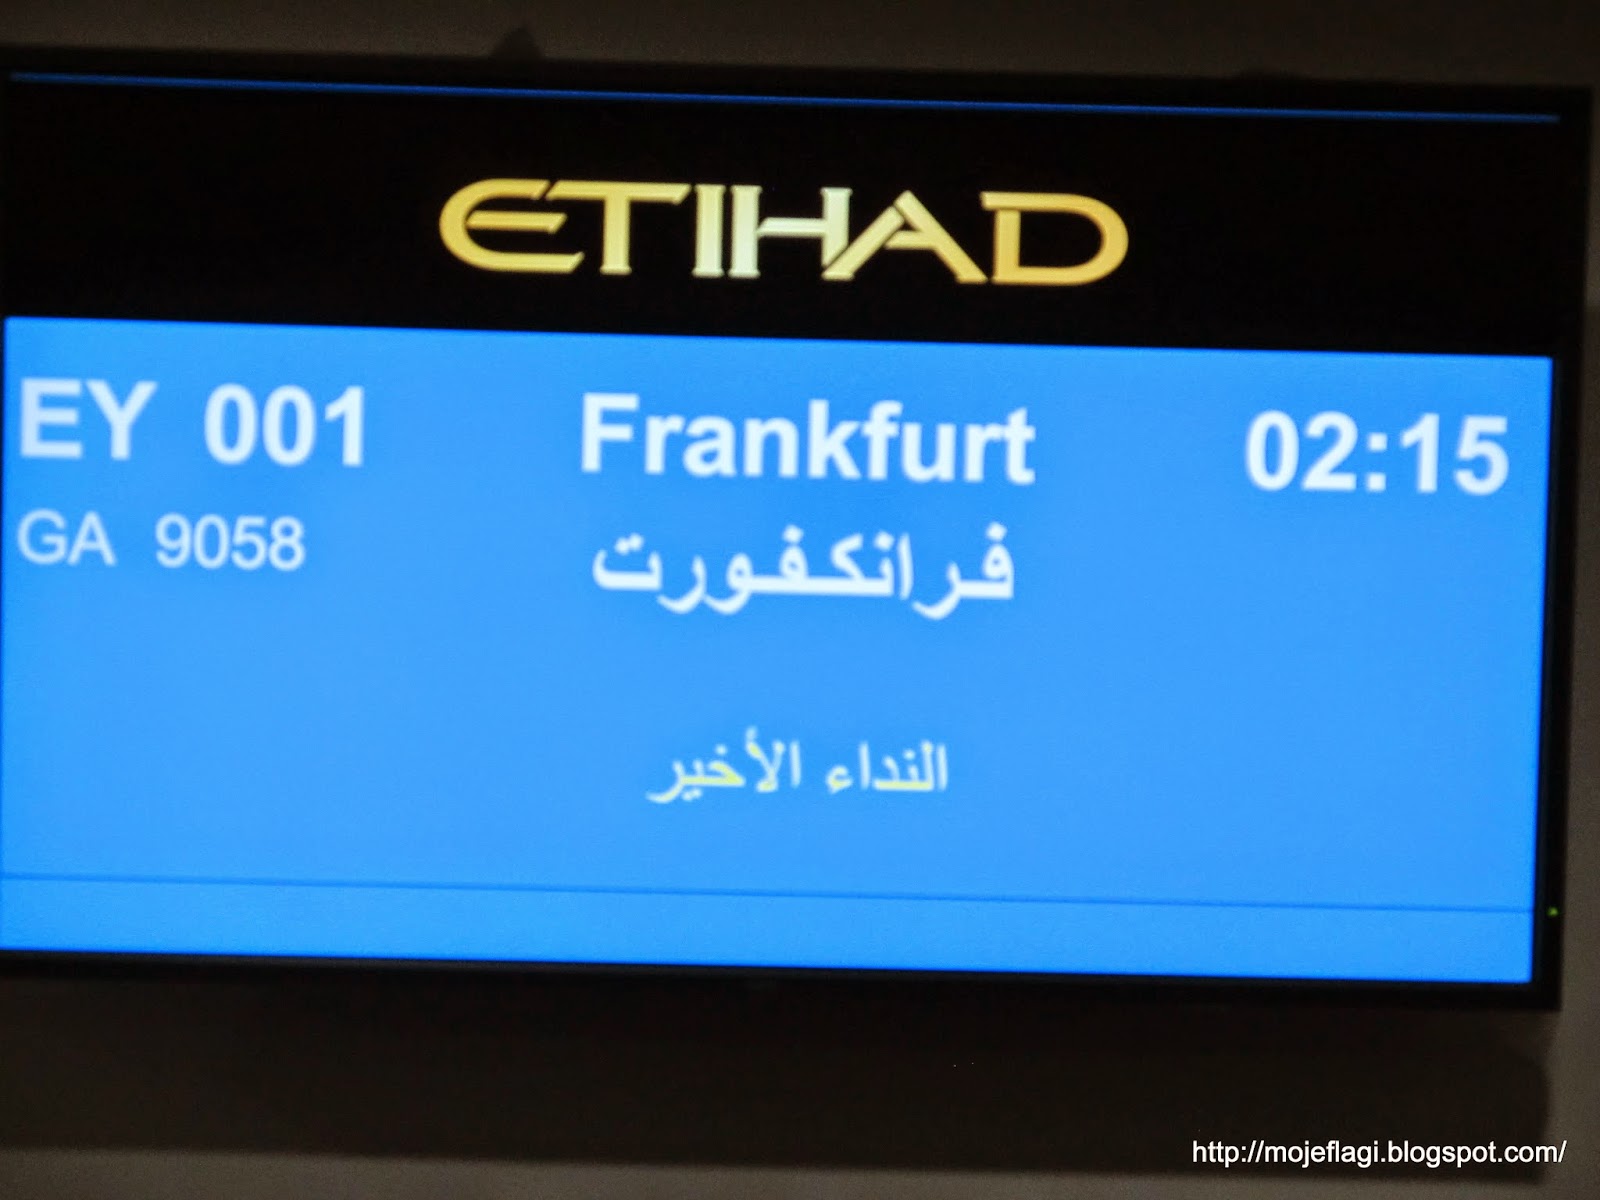 ETIHAD
EY 001 Frankfurt 02:15
GA 9058 فرانكفورت
النداء الأخير
http://mojeflagi.blogspot.com/